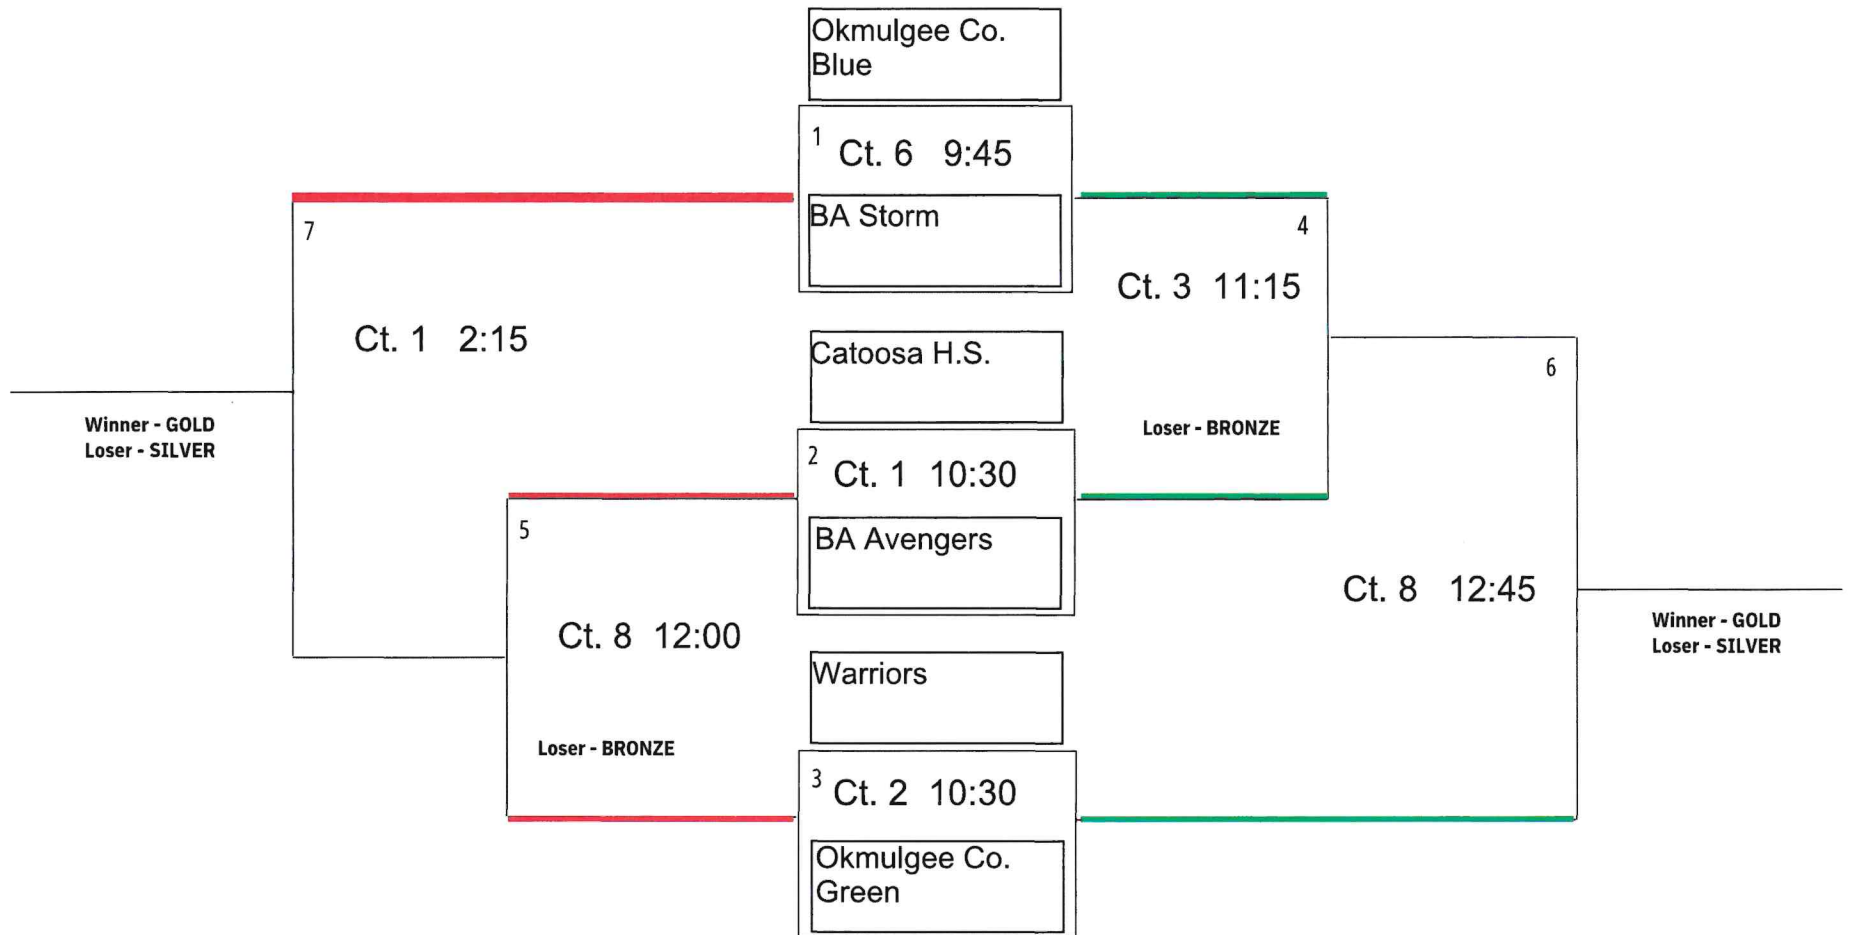 Okmulgee Co.
Blue
1
Ct. 6 9:45
BA Storm
7
4
Ct. 3 11:15
Ct. 1 2:15
Catoosa H.S.
6
Winner - GOLD
Loser - SILVER
Loser - BRONZE
2
Ct. 1 10:30
5
BA Avengers
Ct. 8 12:45
Ct. 8 12:00
Winner - GOLD
Loser - SILVER
Warriors
Loser - BRONZE
3
Ct. 2 10:30
Okmulgee Co.
Green